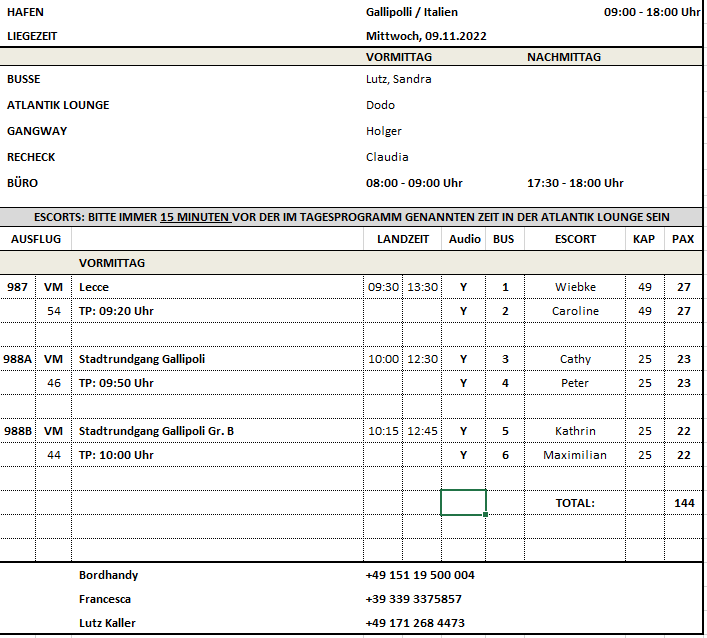 HAFEN Gallipolli / Italien 09:00 - 18:00 Uhr
LIEGEZEIT Mittwoch, 09.11.2022
VORMITTAG NACHMITTAG
BUSSE Lutz, Sandra
ATLANTIK LOUNGE Dodo
GANGWAY Holger
RECHECK Claudia
BÜRO 08:00 - 09:00 Uhr 17:30 - 18:00 Uhr
ESCORTS: BITTE IMMER 15 MINUTEN VOR DER IM TAGESPROGRAMM GENANNTEN ZEIT IN DER ATLANTIK LOUNGE SEIN
AUSFLUG LANDZEIT Audio BUS ESCORT KAP PAX
VORMITTAG
987 VM Lecce 09:30 13:30 Y 1 Wiebke 49 27
54 TP: 09:20 Uhr Y 2 Caroline 49 27
988A VM Stadtrundgang Gallipoli 10:00 12:30 Y 3 Cathy 25 23
46 TP: 09:50 Uhr Y 4 Peter 25 23
988B VM Stadtrundgang Gallipoli Gr. B 10:15 12:45 Y 5 Kathrin 25 22
44 TP: 10:00 Uhr Y 6 Maximilian 25 22
TOTAL: 144
Bordhandy +49 151 19 500 004
Francesca +39 339 3375857
Lutz Kaller +49 171 268 4473